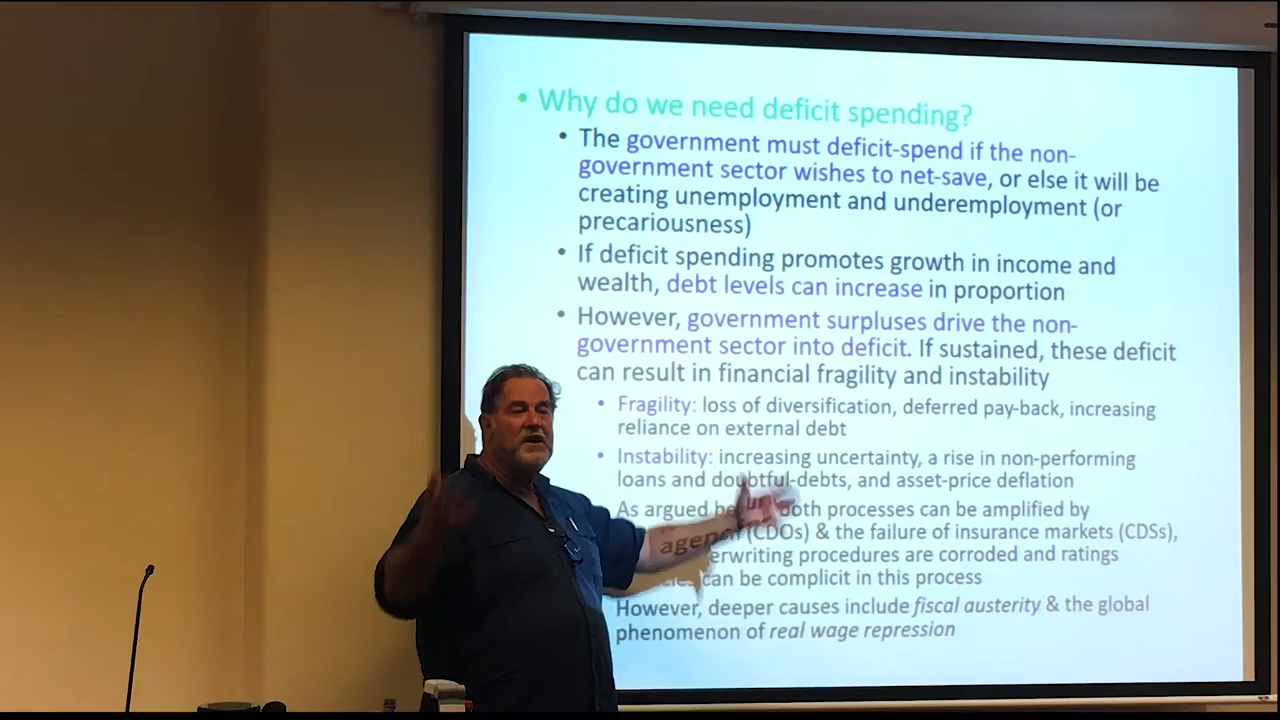 • Why do we need deficit spending?
• The government must deficit-spend if the non-
government sector wishes to net-save, or else it will be
creating unemployment and underemployment (or
precariousness)
• If deficit spending promotes growth in income and
wealth, debt levels can increase in proportion
• However, government surpluses drive the non-
government sector into deficit. If sustained, these deficit
can result in financial fragility and instability
• Fragility: loss of diversification, deferred pay-back, increasing
reliance on external debt
• Instability: increasing uncertainty, a rise in non-performing
loans and doubtful-debts, and asset-price deflation
As argued both processes can be amplified by
(CDOs) & the failure of insurance markets (CDSs),
erwriting procedures are corroded and ratings
can be complicit in this process
However, deeper causes include fiscal austerity & the global
phenomenon of real wage repression